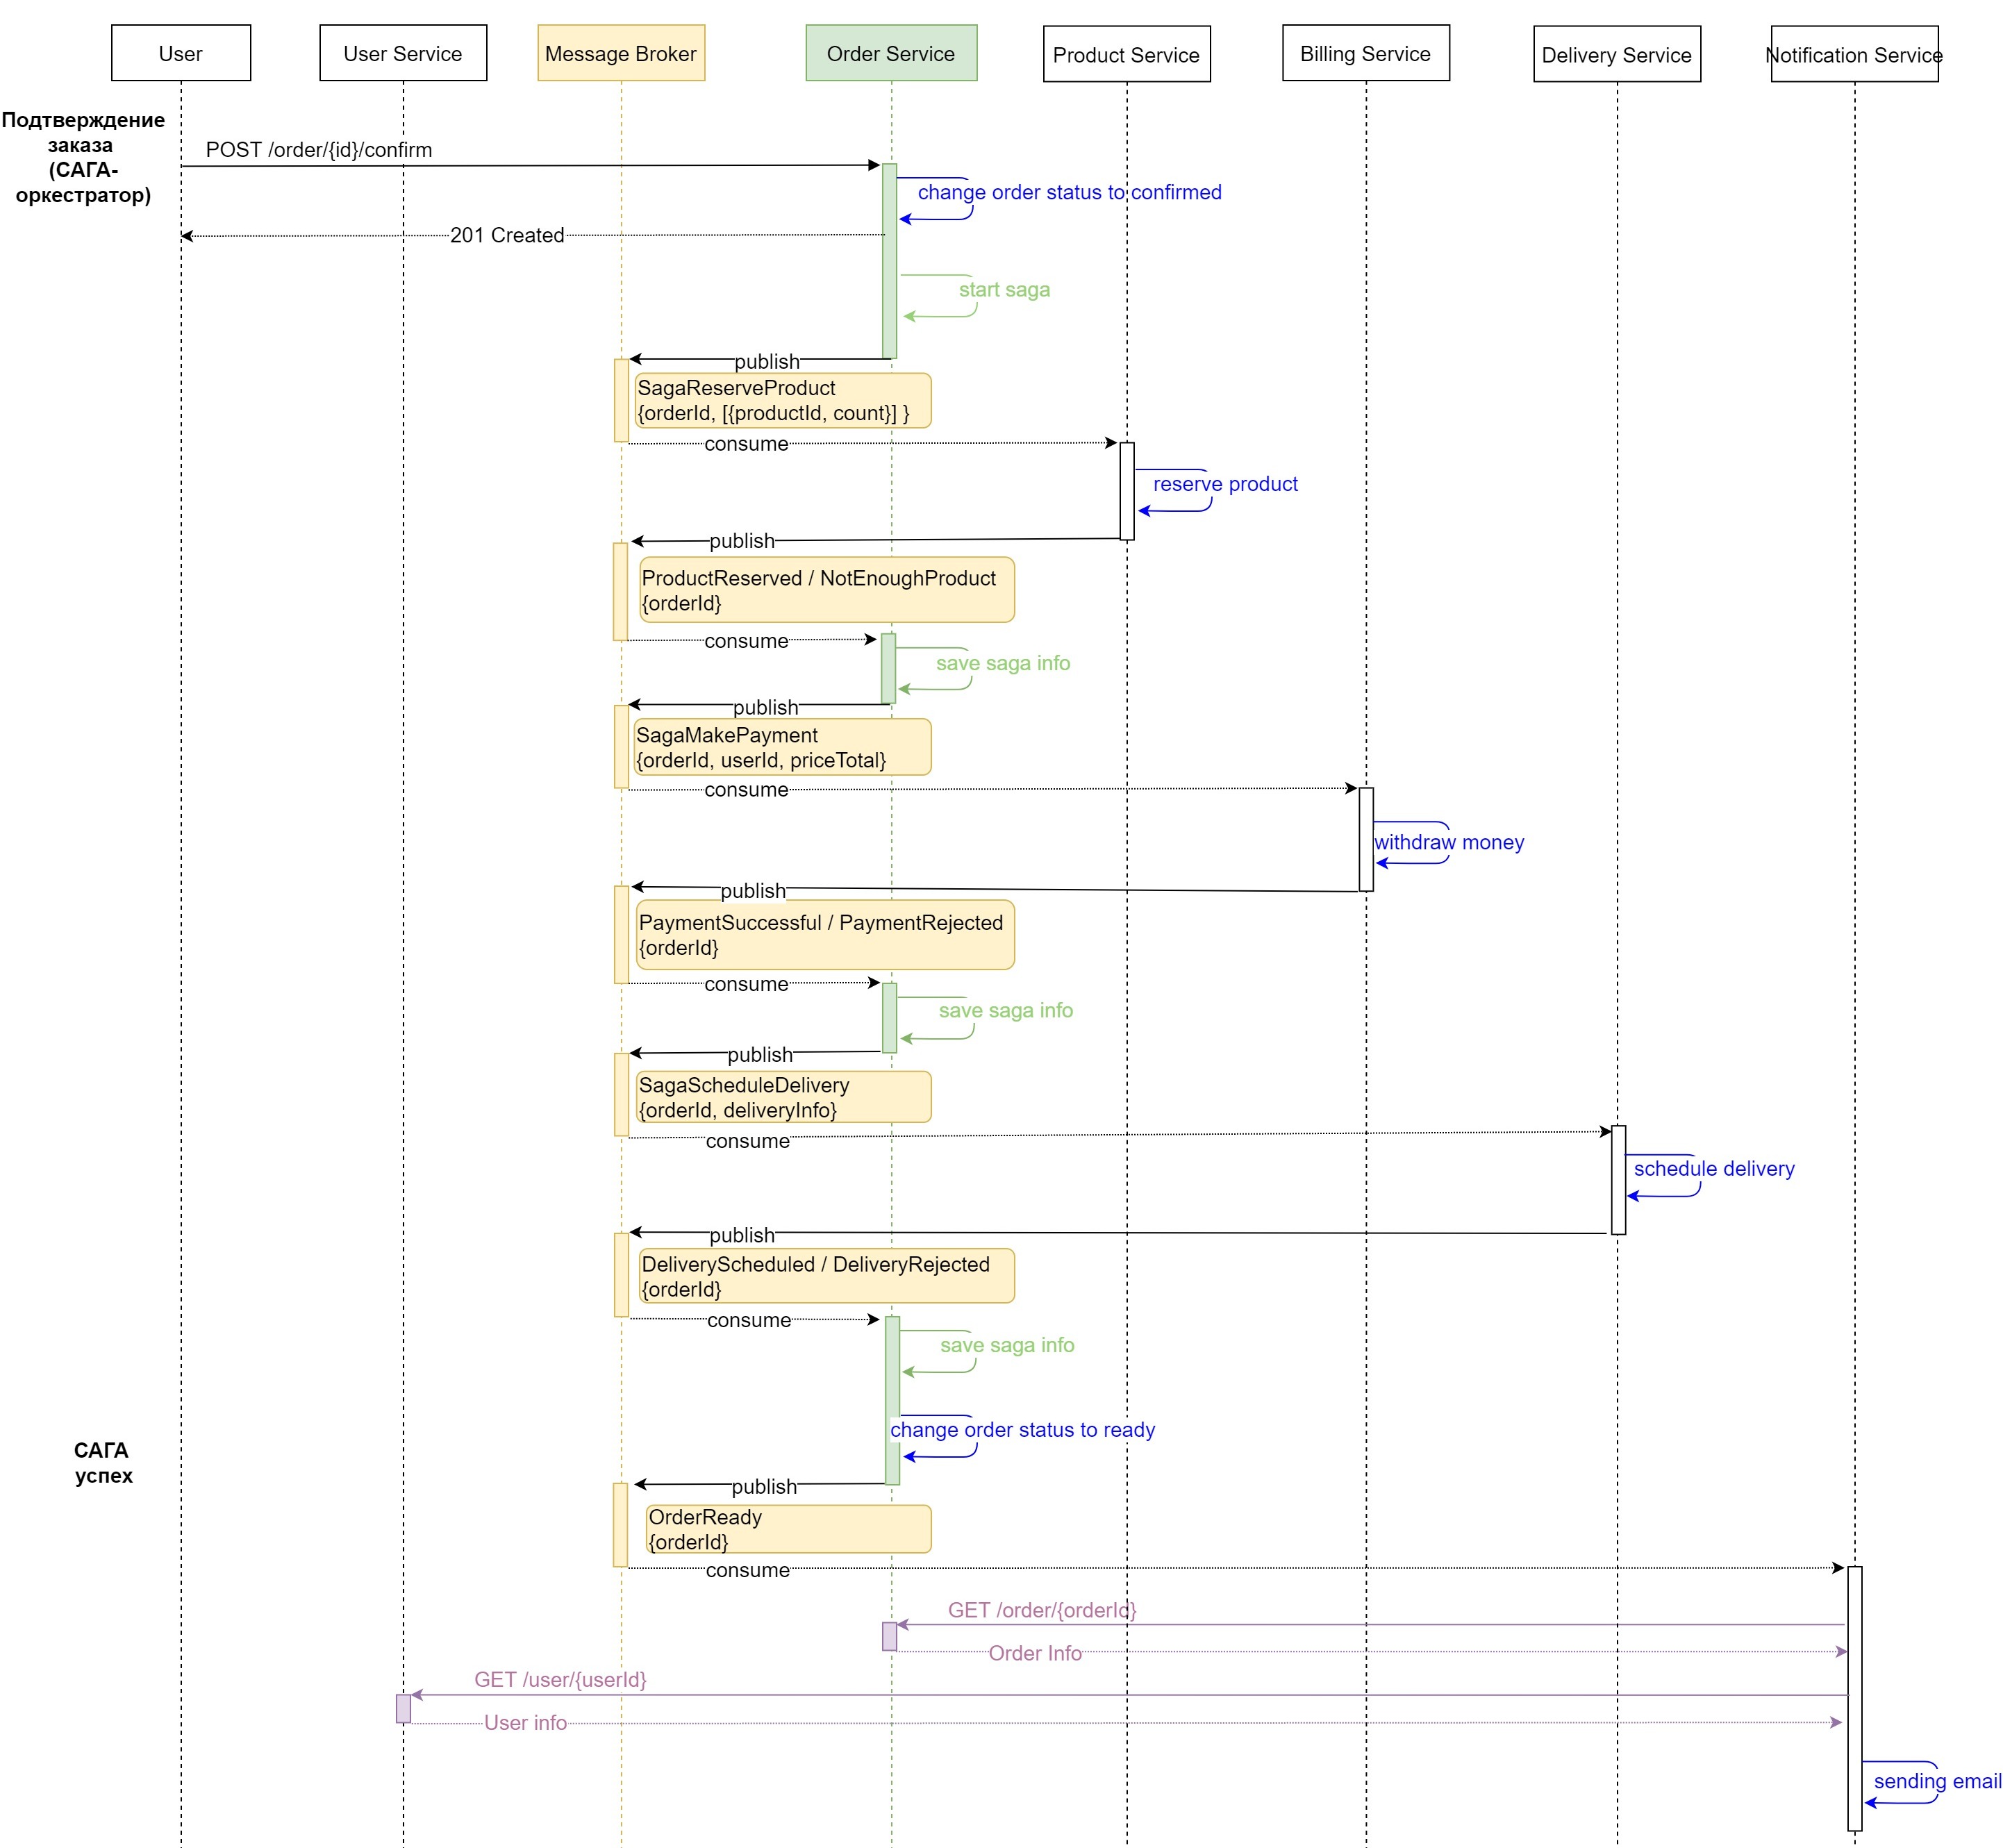 User
User Service
Message Broker
Order Service
Product Service
Billing Service
Delivery Service
Notification Service
Подтверждение
заказа
(САГА-
оркестратор)
POST /order/{id}/confirm
change order status to confirmed
201 Created
start saga
publish
SagaReserveProduct
{orderId, [{productId, count}] }
consume
reserve product
publish
ProductReserved / NotEnoughProduct
{orderId}
consume
save saga info
publish
SagaMakePayment
{orderId, userId, priceTotal}
consume
withdraw money
publish
PaymentSuccessful / PaymentRejected
{orderId}
consume
save saga info
publish
SagaScheduleDelivery
{orderId, deliveryInfo}
consume
schedule delivery
publish
DeliveryScheduled / DeliveryRejected
{orderId}
consume
save saga info
change order status to ready
САГА
успех
publish
OrderReady
{orderId}
consume
GET /order/{orderId}
Order Info
GET /user/{userId}
User info
sending email